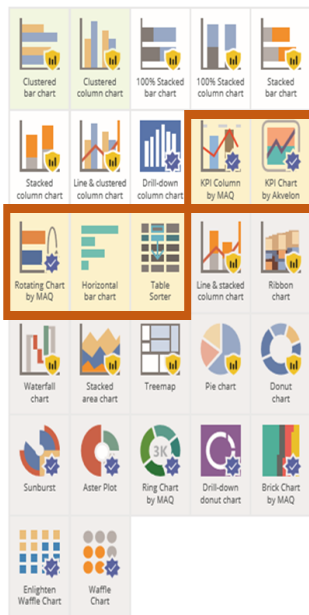 Clustered
bar chart
Clustered
column chart
100% Stacked
bar chart
100% Stacked
column chart
Stacked
bar chart
Stacked
column chart
Line & clustered
column chart
Drill-down
column chart
KPI Column
by MAQ
KPI Chart
by Akvelon
Rotating Chart
by MAQ
Horizontal
bar chart
Table
Sorter
Line & stacked
column chart
Ribbon
chart
Waterfall
chart
Stacked
area chart
Treemap
Pie chart
Donut
chart
Sunburst
Aster Plot
3K
Ring Chart
by MAQ
Drill-down
donut chart
Brick Chart
by MAQ
Enlighten
Waffle Chart
Waffle
Chart